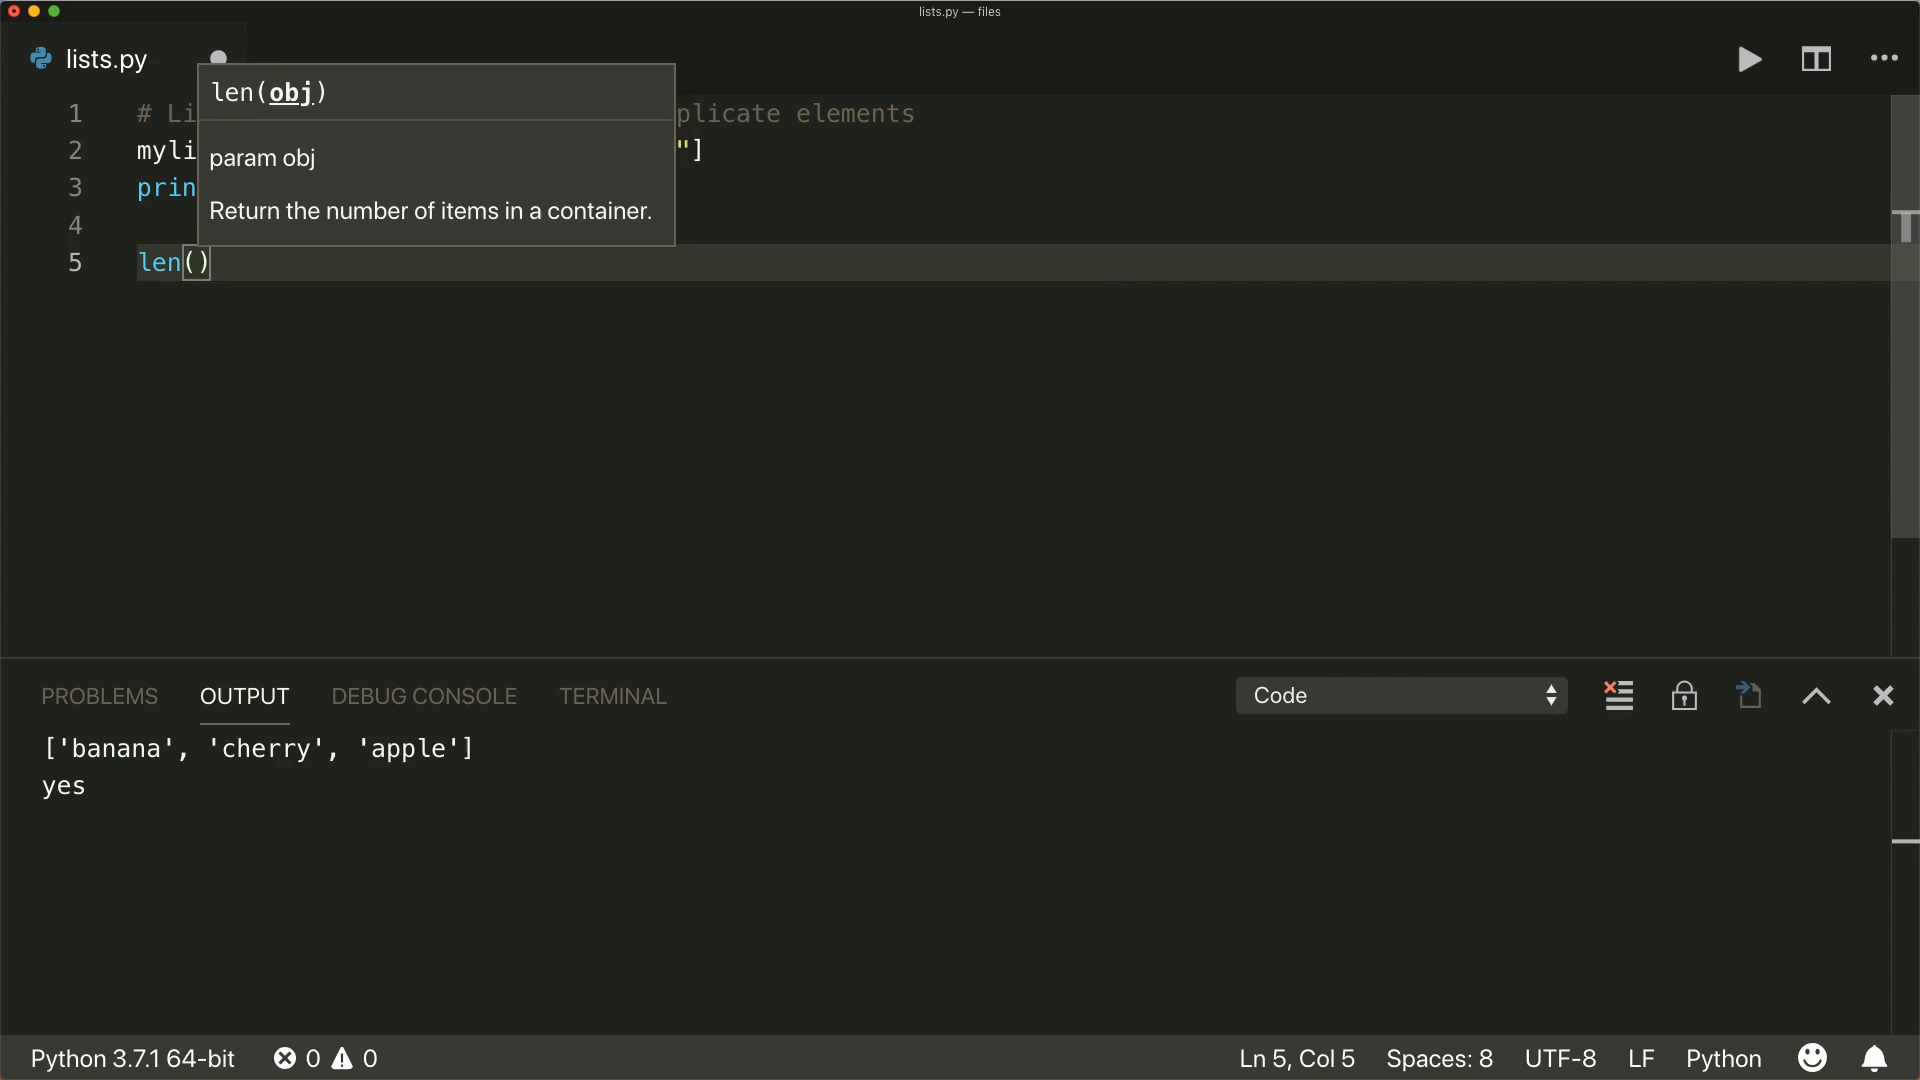 lists.py — files
lists.py
len(obj)
param obj
Return the number of items in a container.
1 # Li plicate elements
2 myli "]
3 prin
4
5 len()
PROBLEMS OUTPUT DEBUG CONSOLE TERMINAL Code
['banana', 'cherry', 'apple']
yes
Python 3.7.1 64-bit 0 0 Ln 5, Col 5 Spaces: 8 UTF-8 LF Python